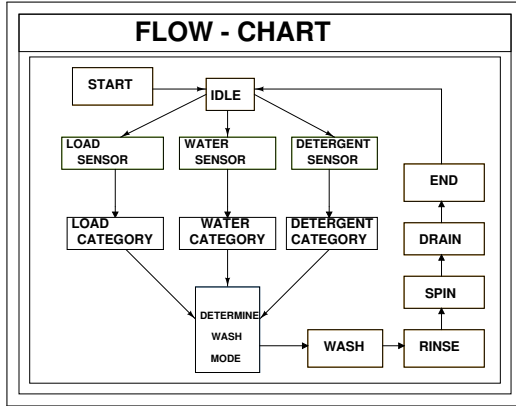 FLOW - CHART
START
IDLE
LOAD
SENSOR
WATER
SENSOR
DETERGENT
SENSOR
LOAD
CATEGORY
WATER
CATEGORY
DETERGENT
CATEGORY
DETERMINE
WASH
MODE
WASH
RINSE
SPIN
DRAIN
END